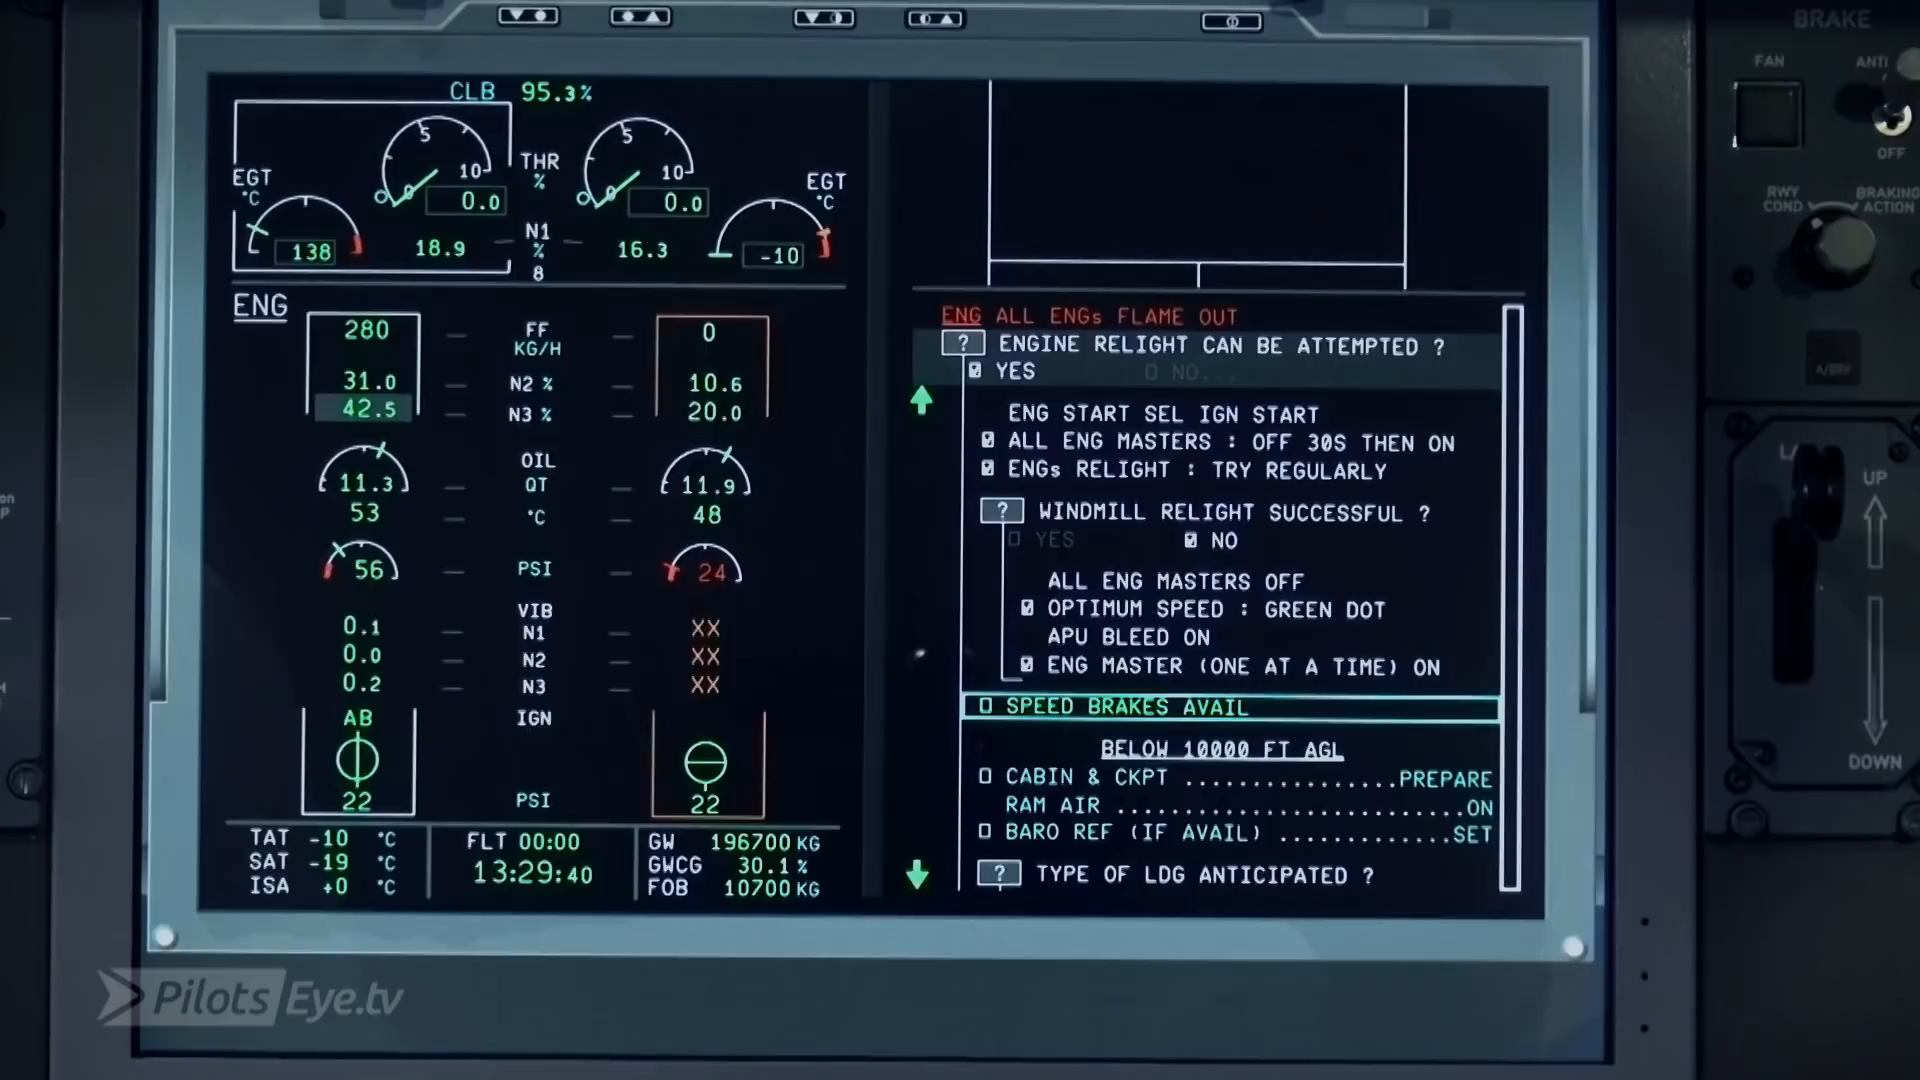 CLB 95.3%
5 10 0 0.0
THR %
5 10 0 0.0
EGT °C
138
18.9
N1 %
16.3
EGT °C
-10
8
ENG
280 FF KG/H 0
31.0 N2 % 10.6
42.5 N3 % 20.0
OIL
11.3 QT 11.9
53 °C 48
56 PSI 24
VIB
0.1 N1 XX
0.0 N2 XX
0.2 N3 XX
AB IGN
22 PSI 22
TAT -10 °C
SAT -19 °C
ISA +0 °C
FLT 00:00
13:29:40
GW 196700 KG
GWCG 30.1 %
FOB 10700 KG
ENG ALL ENGs FLAME OUT
? ENGINE RELIGHT CAN BE ATTEMPTED ?
YES NO...
ENG START SEL IGN START
ALL ENG MASTERS : OFF 30S THEN ON
ENGs RELIGHT : TRY REGULARLY
? WINDMILL RELIGHT SUCCESSFUL ?
YES NO
ALL ENG MASTERS OFF
OPTIMUM SPEED : GREEN DOT
APU BLEED ON
ENG MASTER (ONE AT A TIME) ON
SPEED BRAKES AVAIL
BELOW 10000 FT AGL
CABIN & CKPT ................PREPARE
RAM AIR .........................ON
BARO REF (IF AVAIL) ............SET
? TYPE OF LDG ANTICIPATED ?
BRAKE
FAN
ANTI
OFF
RWY COND
BRAKING ACTION
UP
DOWN
PilotsEye.tv